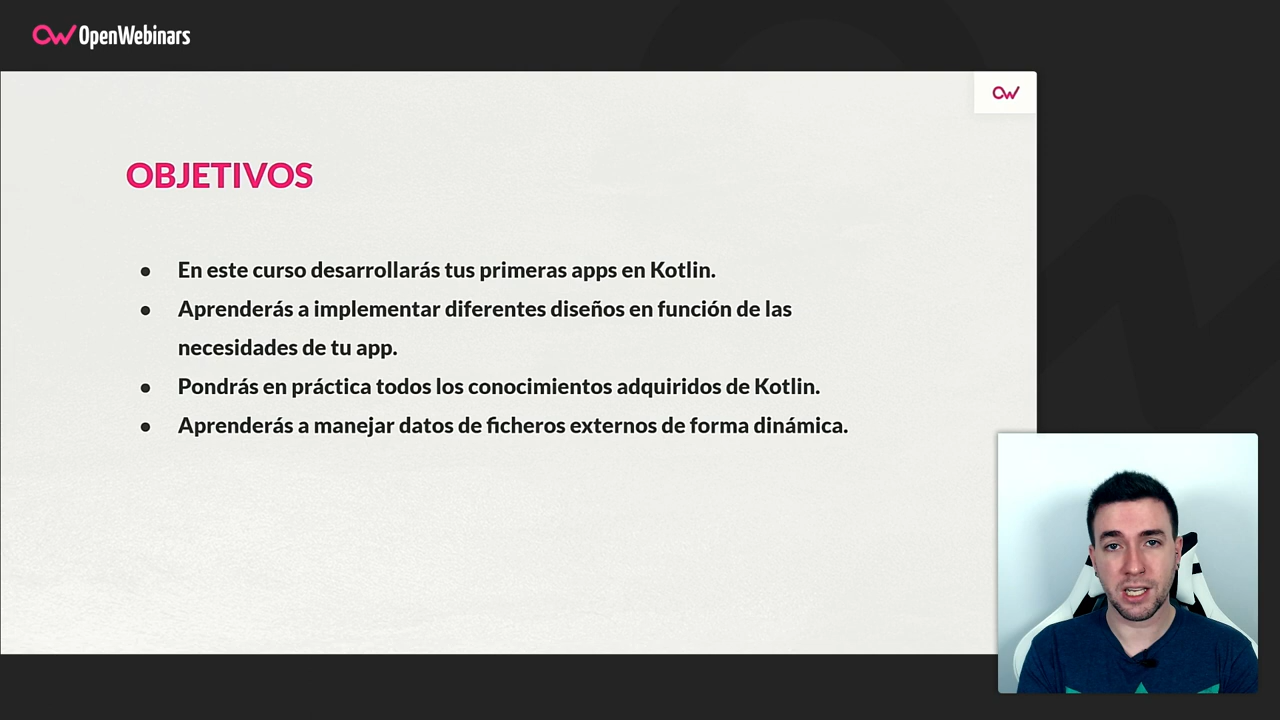 OpenWebinars
OBJETIVOS
● En este curso desarrollarás tus primeras apps en Kotlin.
● Aprenderás a implementar diferentes diseños en función de las
necesidades de tu app.
● Pondrás en práctica todos los conocimientos adquiridos de Kotlin.
● Aprenderás a manejar datos de ficheros externos de forma dinámica.